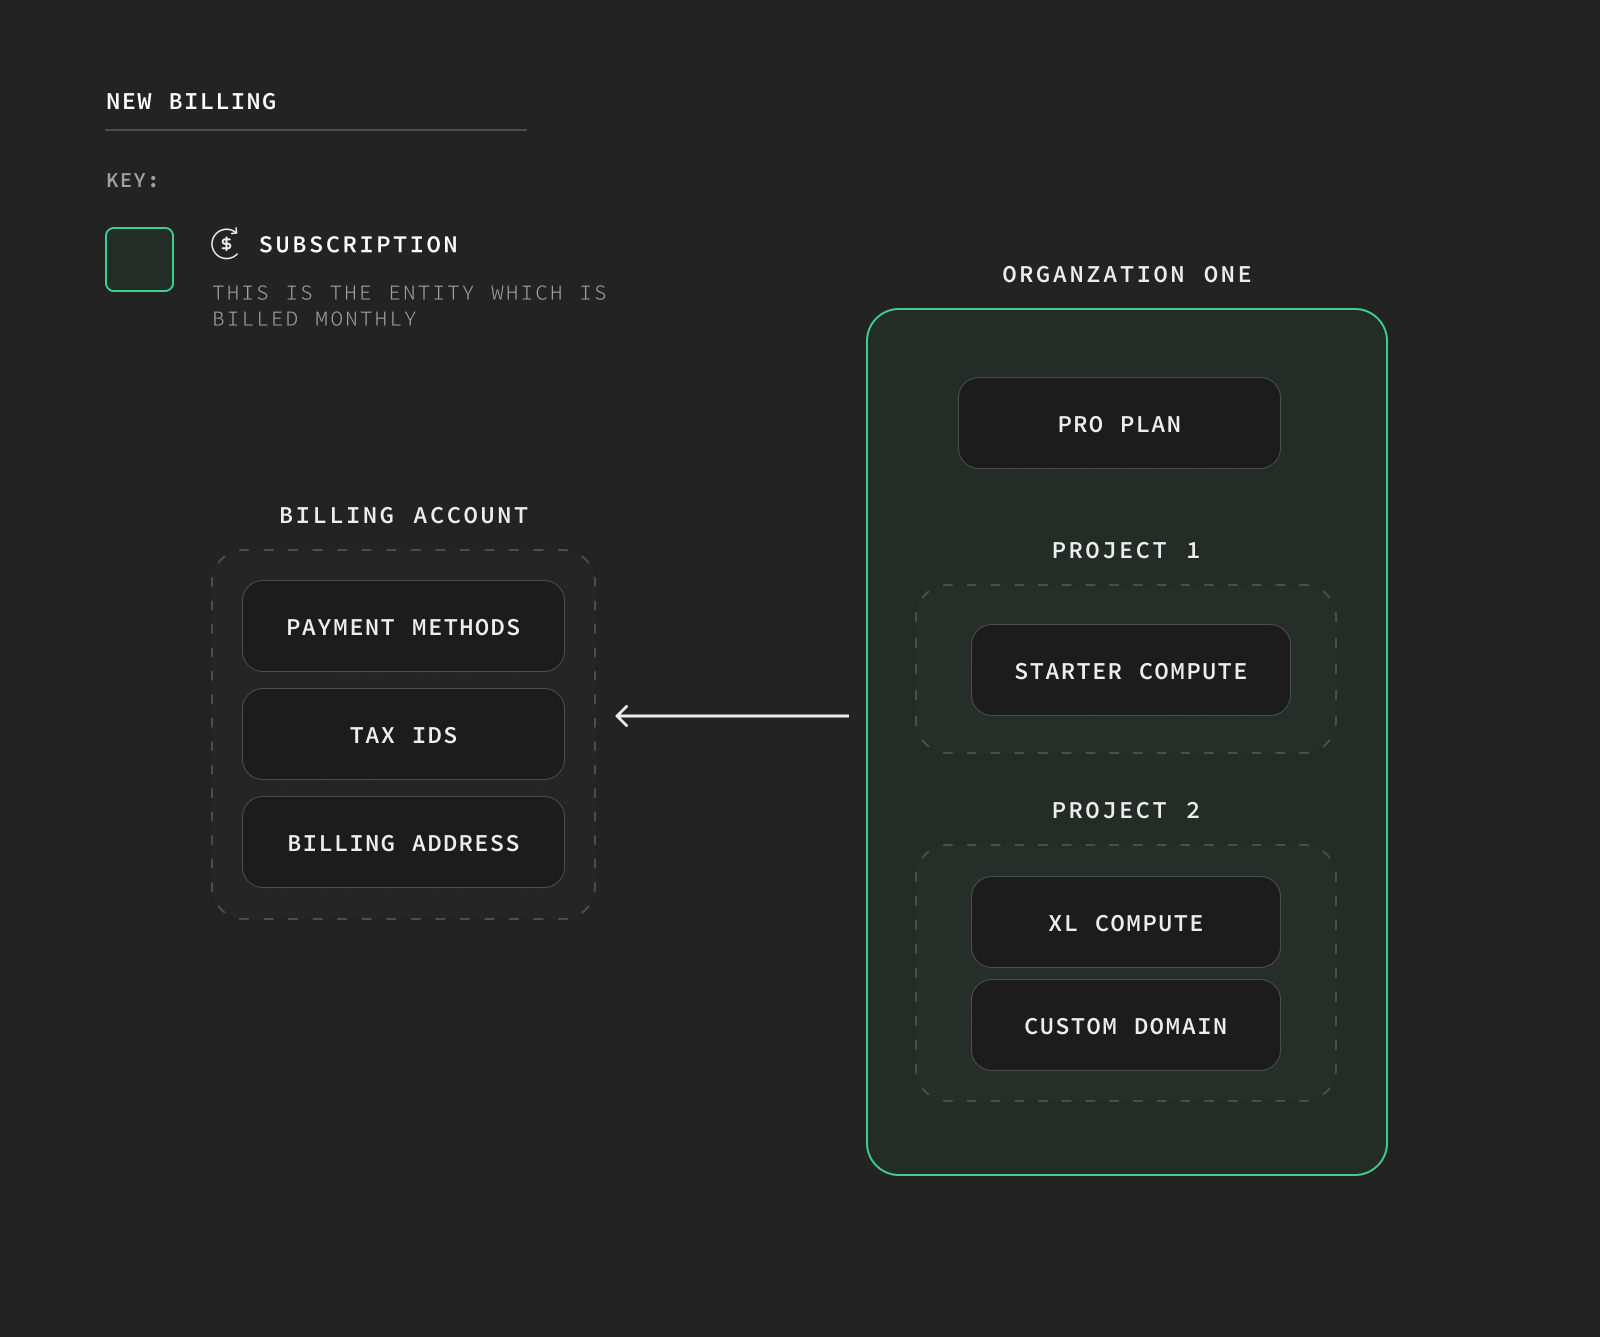 NEW BILLING
KEY:
$ SUBSCRIPTION
THIS IS THE ENTITY WHICH IS
BILLED MONTHLY
BILLING ACCOUNT
PAYMENT METHODS
TAX IDS
BILLING ADDRESS
ORGANZATION ONE
PRO PLAN
PROJECT 1
STARTER COMPUTE
PROJECT 2
XL COMPUTE
CUSTOM DOMAIN